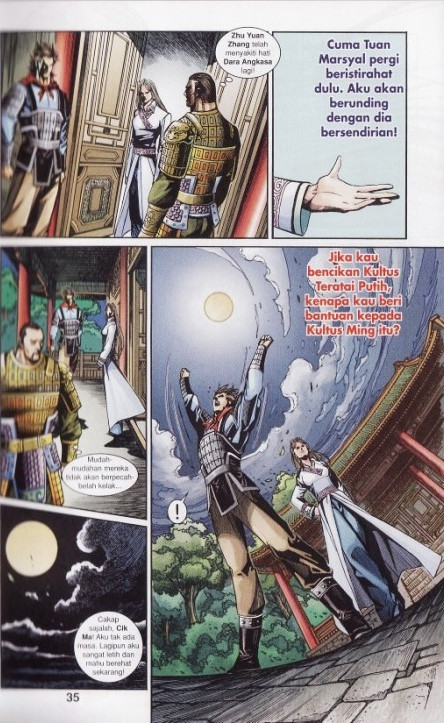 Zhu Yuan
Zhang telah
menyakiti hati
Dara Angkasa
lagi!
Cuma Tuan
Marsyal pergi
beristirahat
dulu. Aku akan
berunding
dengan dia
bersendirian!
Mudah-
mudahan mereka
tidak akan berpecah-
belah kelak...
Jika kau
bencikan Kultus
Teratai Putih,
kenapa kau beri
bantuan kepada
Kultus Ming itu?
!
Cakap
sajalah, Cik
Ma! Aku tak ada
masa. Lagipun aku
sangat letih dan
mahu berehat
sekarang!
35